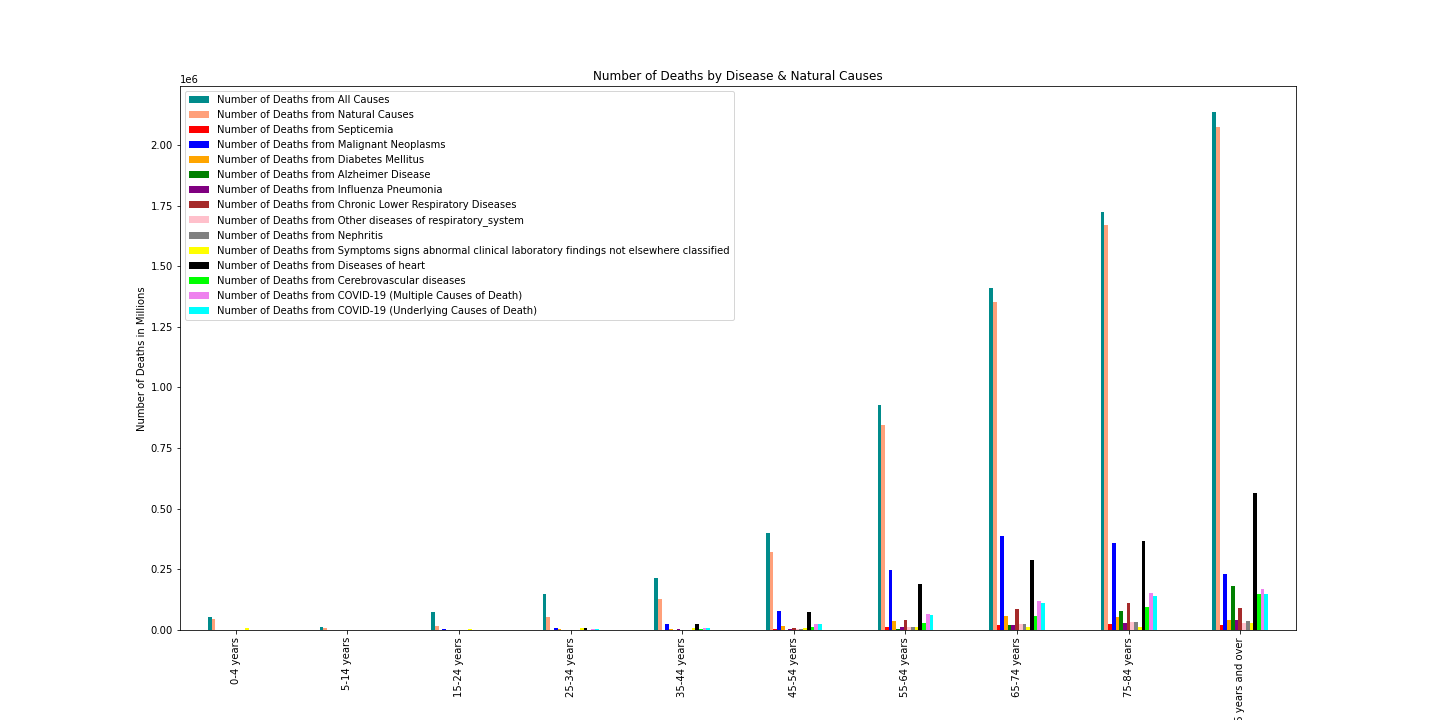 Number of Deaths by Disease & Natural Causes
1e6
Number of Deaths in Millions
2.00
1.75
1.50
1.25
1.00
0.75
0.50
0.25
0.00
Number of Deaths from All Causes
Number of Deaths from Natural Causes
Number of Deaths from Septicemia
Number of Deaths from Malignant Neoplasms
Number of Deaths from Diabetes Mellitus
Number of Deaths from Alzheimer Disease
Number of Deaths from Influenza Pneumonia
Number of Deaths from Chronic Lower Respiratory Diseases
Number of Deaths from Other diseases of respiratory_system
Number of Deaths from Nephritis
Number of Deaths from Symptoms signs abnormal clinical laboratory findings not elsewhere classified
Number of Deaths from Diseases of heart
Number of Deaths from Cerebrovascular diseases
Number of Deaths from COVID-19 (Multiple Causes of Death)
Number of Deaths from COVID-19 (Underlying Causes of Death)
0-4 years
5-14 years
15-24 years
25-34 years
35-44 years
45-54 years
55-64 years
65-74 years
75-84 years
years and over